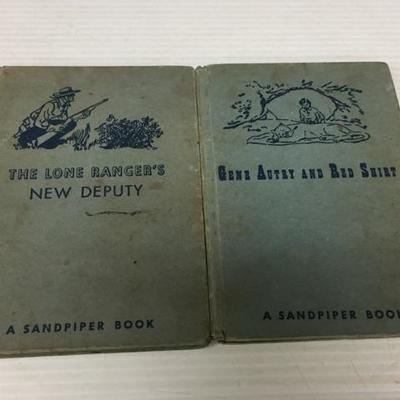 THE LONE RANGER'S
NEW DEPUTY
A SANDPIPER BOOK
GENE AUTRY AND RED SHIRT
A SANDPIPER BOOK